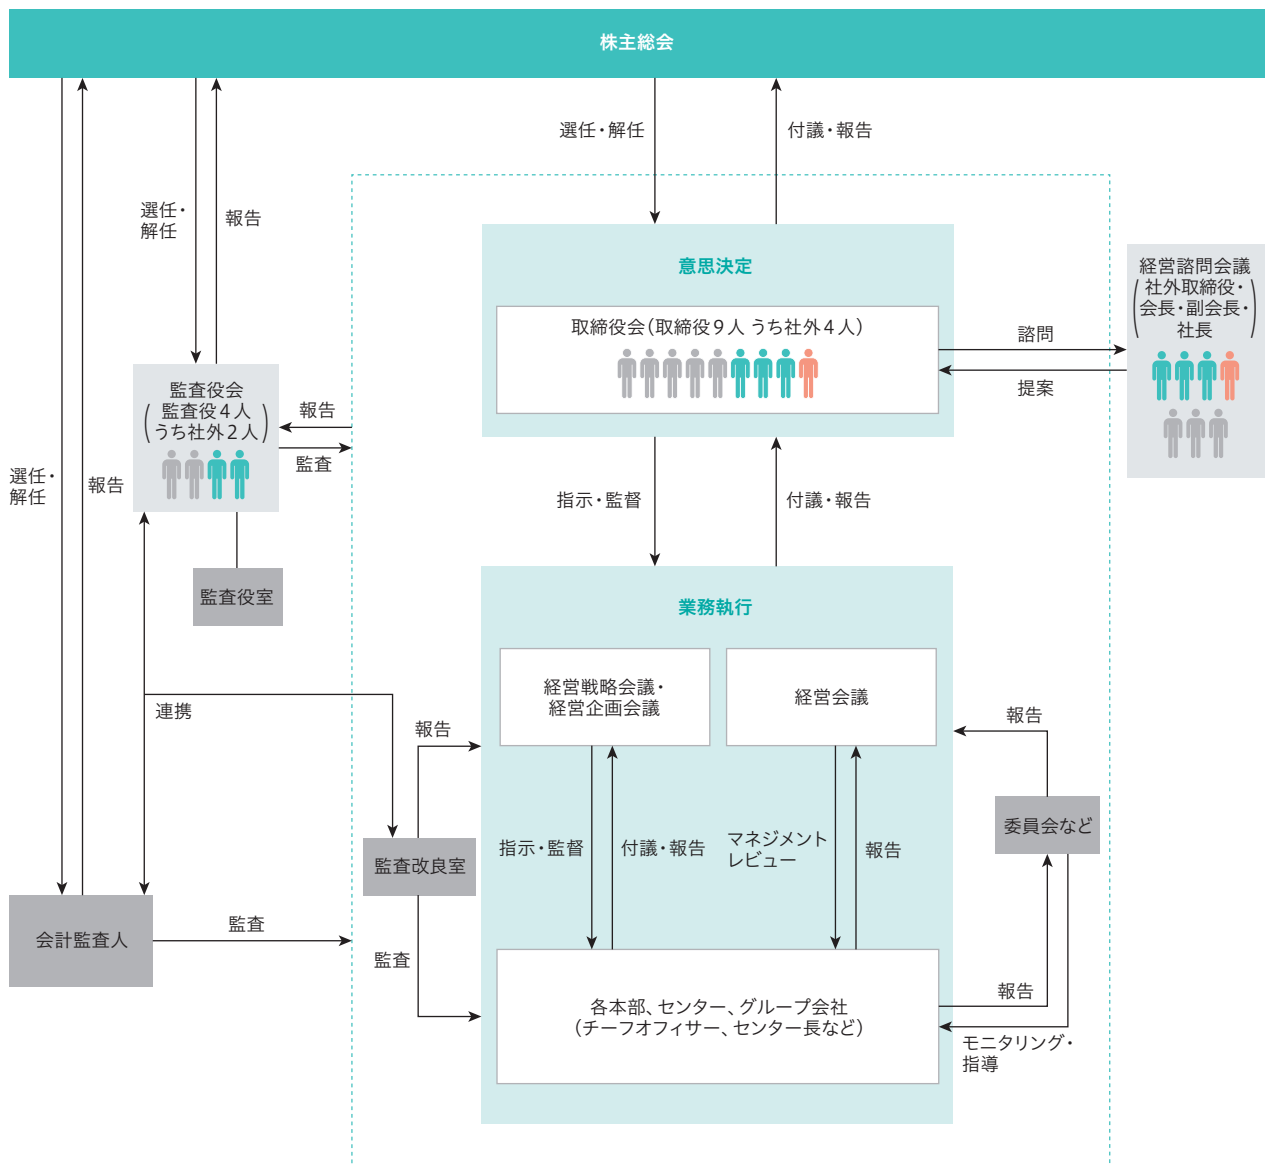 株主総会
選任・解任
付議・報告
選任・
解任
報告
意思決定
取締役会（取締役９人 うち社外４人）
経営諮問会議
（社外取締役・
会長・副会長・
社長）
諮問
提案
監査役会
（監査役４人
うち社外２人）
報告
監査
選任・
解任
報告
指示・監督
付議・報告
監査役室
業務執行
経営戦略会議・
経営企画会議
経営会議
連携
報告
報告
委員会など
監査改良室
指示・監督
付議・報告
マネジメント
レビュー
報告
会計監査人
監査
監査
各本部、センター、グループ会社
（チーフオフィサー、センター長など）
報告
モニタリング・
指導